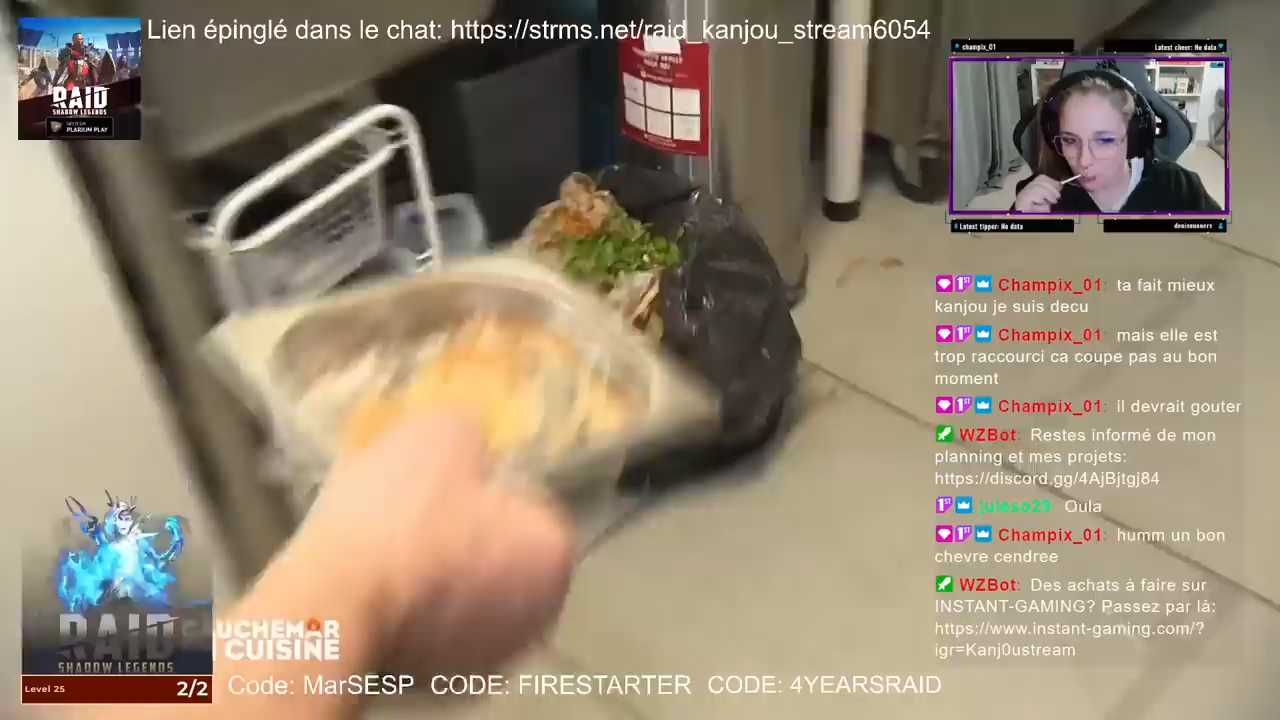 Lien épinglé dans le chat: https://strms.net/raid_kanjou_stream6054
RAID
SHADOW LEGENDS
PLARIUM PLAY
champix_01
Latest cheer: No data
Latest tipper: No data
Champix_01: ta fait mieux
kanjou je suis decu
Champix_01: mais elle est
trop raccourci ca coupe pas au bon
moment
Champix_01: il devrait gouter
WZBot: Restes informé de mon
planning et mes projets:
https://discord.gg/4AjBjtgj84
juleso29: Oula
Champix_01: humm un bon
chevre cendree
WZBot: Des achats à faire sur
INSTANT-GAMING? Passez par là:
https://www.instant-gaming.com/?
igr=Kanj0ustream
RAID
SHADOW LEGENDS
CAUCHEMAR
CUISINE
Level 25
2/2
Code: MarSESP CODE: FIRESTARTER CODE: 4YEARSRAID